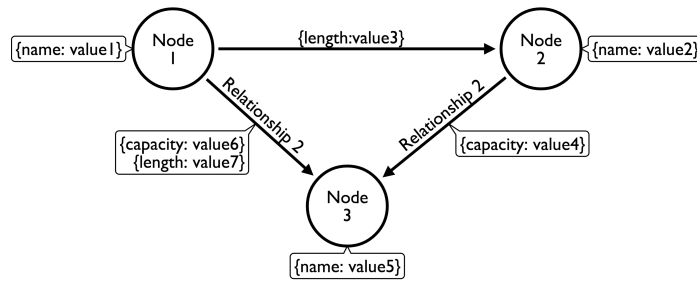 {name: value1}
Node
1
{length:value3}
Node
2
{name: value2}
Relationship 2
Relationship 2
{capacity: value6}
{length: value7}
{capacity: value4}
Node
3
{name: value5}